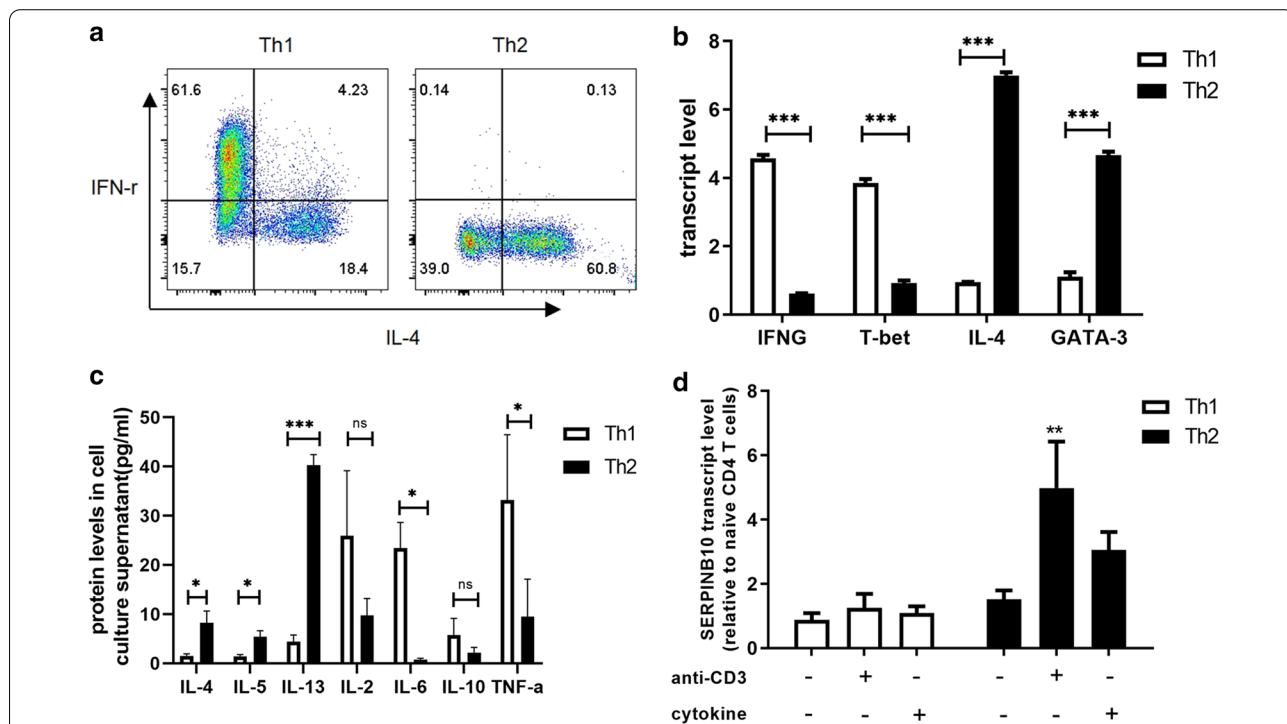 a
Th1 Th2
61.6 4.23 0.14 0.13
IFN-r
15.7 18.4 39.0 60.8
IL-4
b
transcript level
8
6
4
2
0
*** *** *** ***
IFNG T-bet IL-4 GATA-3
Th1
Th2
c
protein levels in cell
culture supernatant(pg/ml)
50
40
30
20
10
0
* * *** ns * ns *
IL-4 IL-5 IL-13 IL-2 IL-6 IL-10 TNF-a
Th1
Th2
d
SERPINB10 transcript level
(relative to naive CD4 T cells)
8
6
4
2
0
**
Th1
Th2
anti-CD3 - + - - + -
cytokine - - + - - +